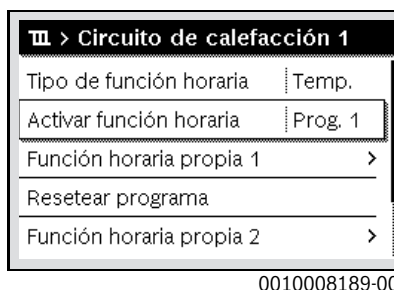 > Circuito de calefacción 1
Tipo de función horaria Temp.
Activar función horaria Prog. 1
Función horaria propia 1 >
Resetear programa
Función horaria propia 2 >
0010008189-00